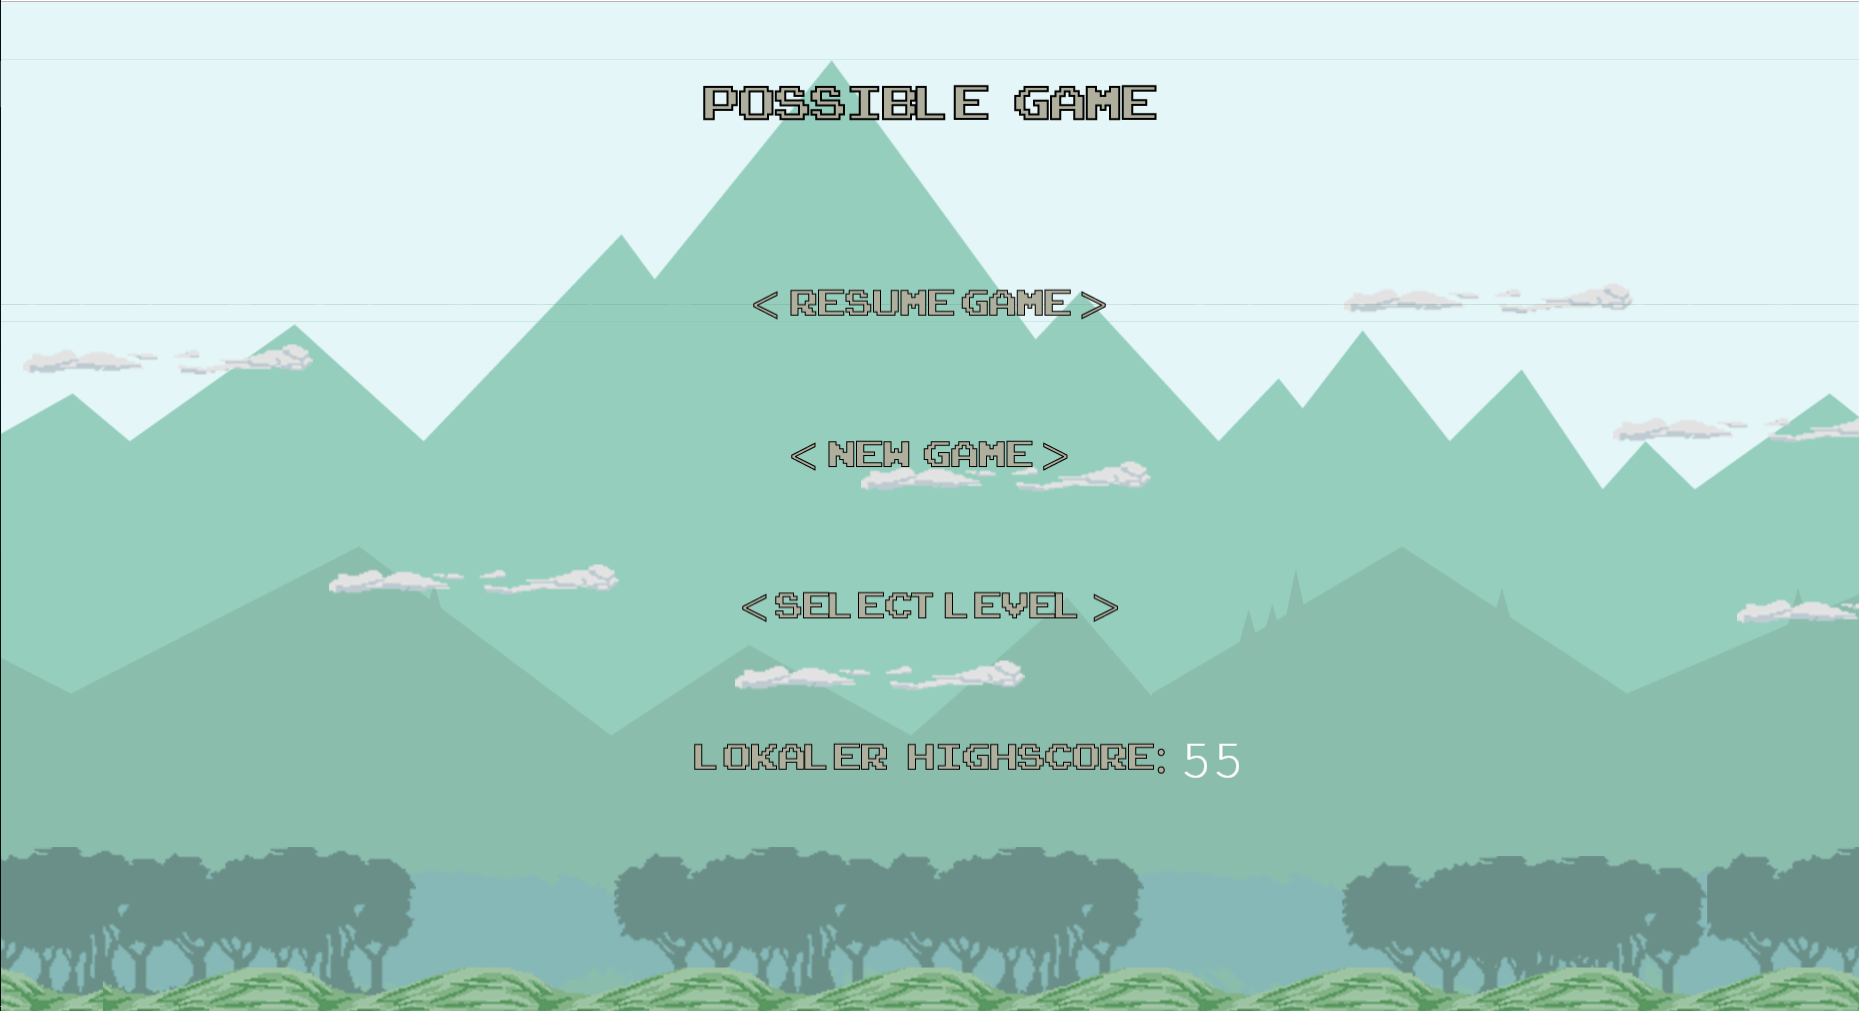 POSSIBLE GAME
< RESUME GAME >
< NEW GAME >
< SELECT LEVEL >
LOKALER HIGHSCORE: 55